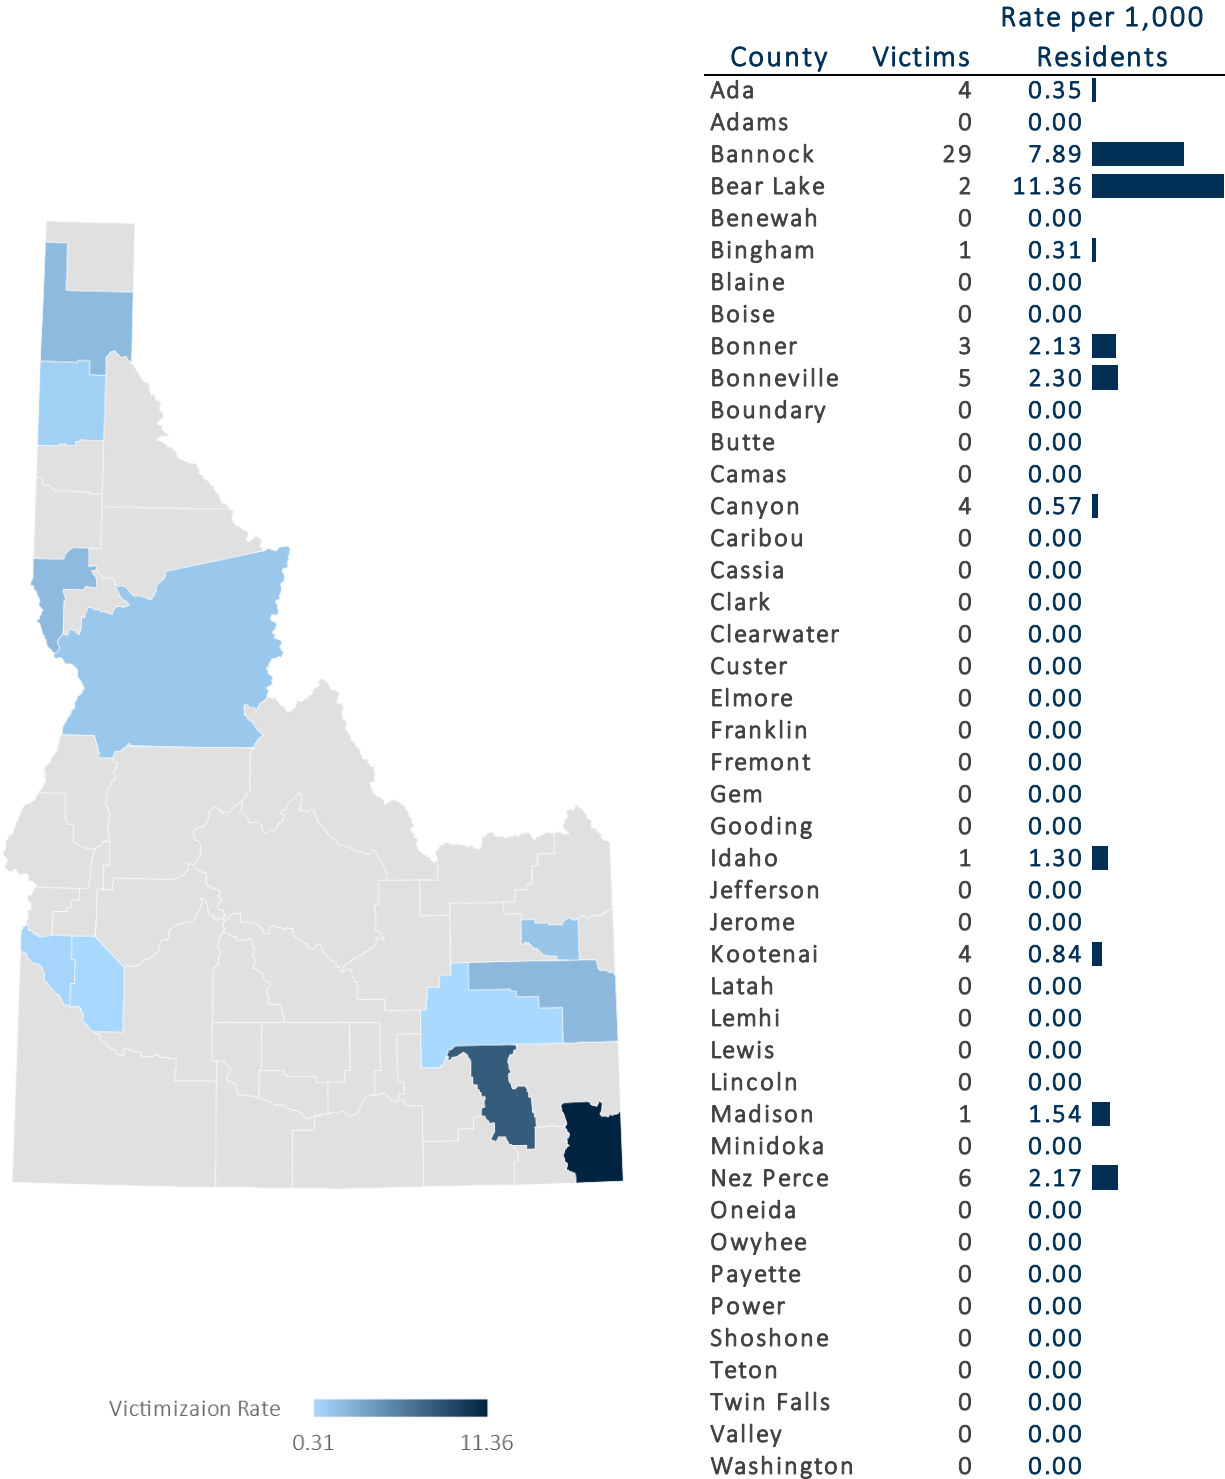 Rate per 1,000
County Victims Residents
Ada 4 0.35
Adams 0 0.00
Bannock 29 7.89
Bear Lake 2 11.36
Benewah 0 0.00
Bingham 1 0.31
Blaine 0 0.00
Boise 0 0.00
Bonner 3 2.13
Bonneville 5 2.30
Boundary 0 0.00
Butte 0 0.00
Camas 0 0.00
Canyon 4 0.57
Caribou 0 0.00
Cassia 0 0.00
Clark 0 0.00
Clearwater 0 0.00
Custer 0 0.00
Elmore 0 0.00
Franklin 0 0.00
Fremont 0 0.00
Gem 0 0.00
Gooding 0 0.00
Idaho 1 1.30
Jefferson 0 0.00
Jerome 0 0.00
Kootenai 4 0.84
Latah 0 0.00
Lemhi 0 0.00
Lewis 0 0.00
Lincoln 0 0.00
Madison 1 1.54
Minidoka 0 0.00
Nez Perce 6 2.17
Oneida 0 0.00
Owyhee 0 0.00
Payette 0 0.00
Power 0 0.00
Shoshone 0 0.00
Teton 0 0.00
Twin Falls 0 0.00
Valley 0 0.00
Washington 0 0.00
Victimizaion Rate
0.31 11.36